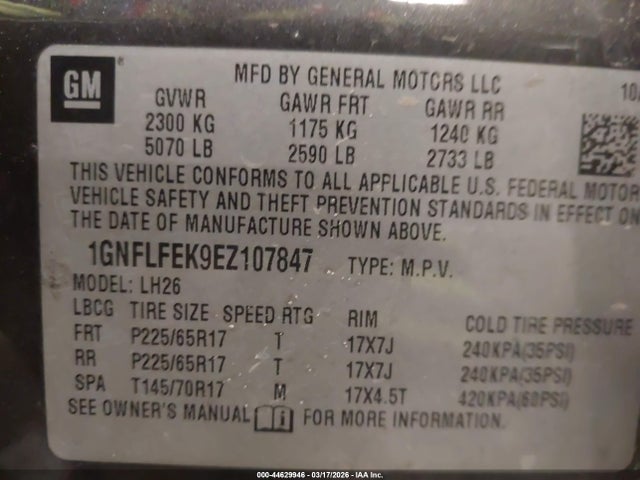 GM
MFD BY GENERAL MOTORS LLC
10/
GVWR GAWR FRT GAWR RR
2300 KG 1175 KG 1240 KG
5070 LB 2590 LB 2733 LB
THIS VEHICLE CONFORMS TO ALL APPLICABLE U.S. FEDERAL MOTOR
VEHICLE SAFETY AND THEFT PREVENTION STANDARDS IN EFFECT ON
THE DATE OF MANUFACTURE SHOWN ABOVE.
1GNFLFEK9EZ107847 TYPE: M.P.V.
MODEL: LH26
LBCG TIRE SIZE SPEED RTG RIM COLD TIRE PRESSURE
FRT P225/65R17 T 17X7J 240KPA(35PSI)
RR P225/65R17 T 17X7J 240KPA(35PSI)
SPA T145/70R17 M 17X4.5T 420KPA(60PSI)
SEE OWNER'S MANUAL FOR MORE INFORMATION.
000-44629946 - 03/17/2026 - IAA Inc.